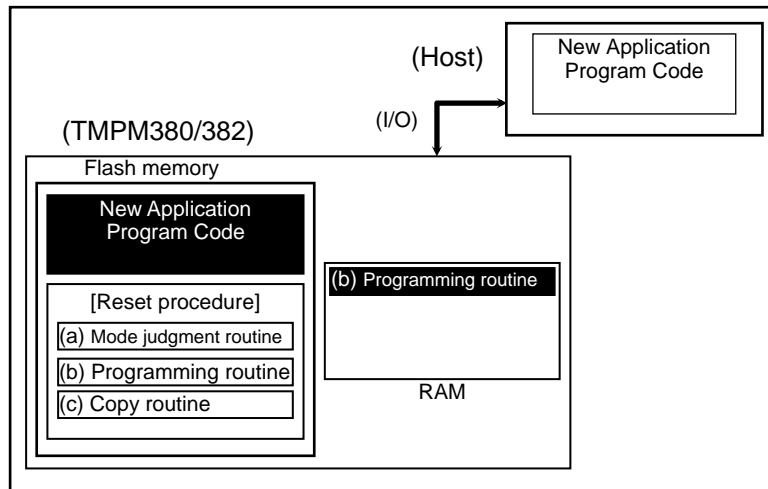 (Host)
New Application
Program Code
(I/O)
(TMPM380/382)
Flash memory
New Application
Program Code
[Reset procedure]
(a) Mode judgment routine
(b) Programming routine
(c) Copy routine
(b) Programming routine
RAM